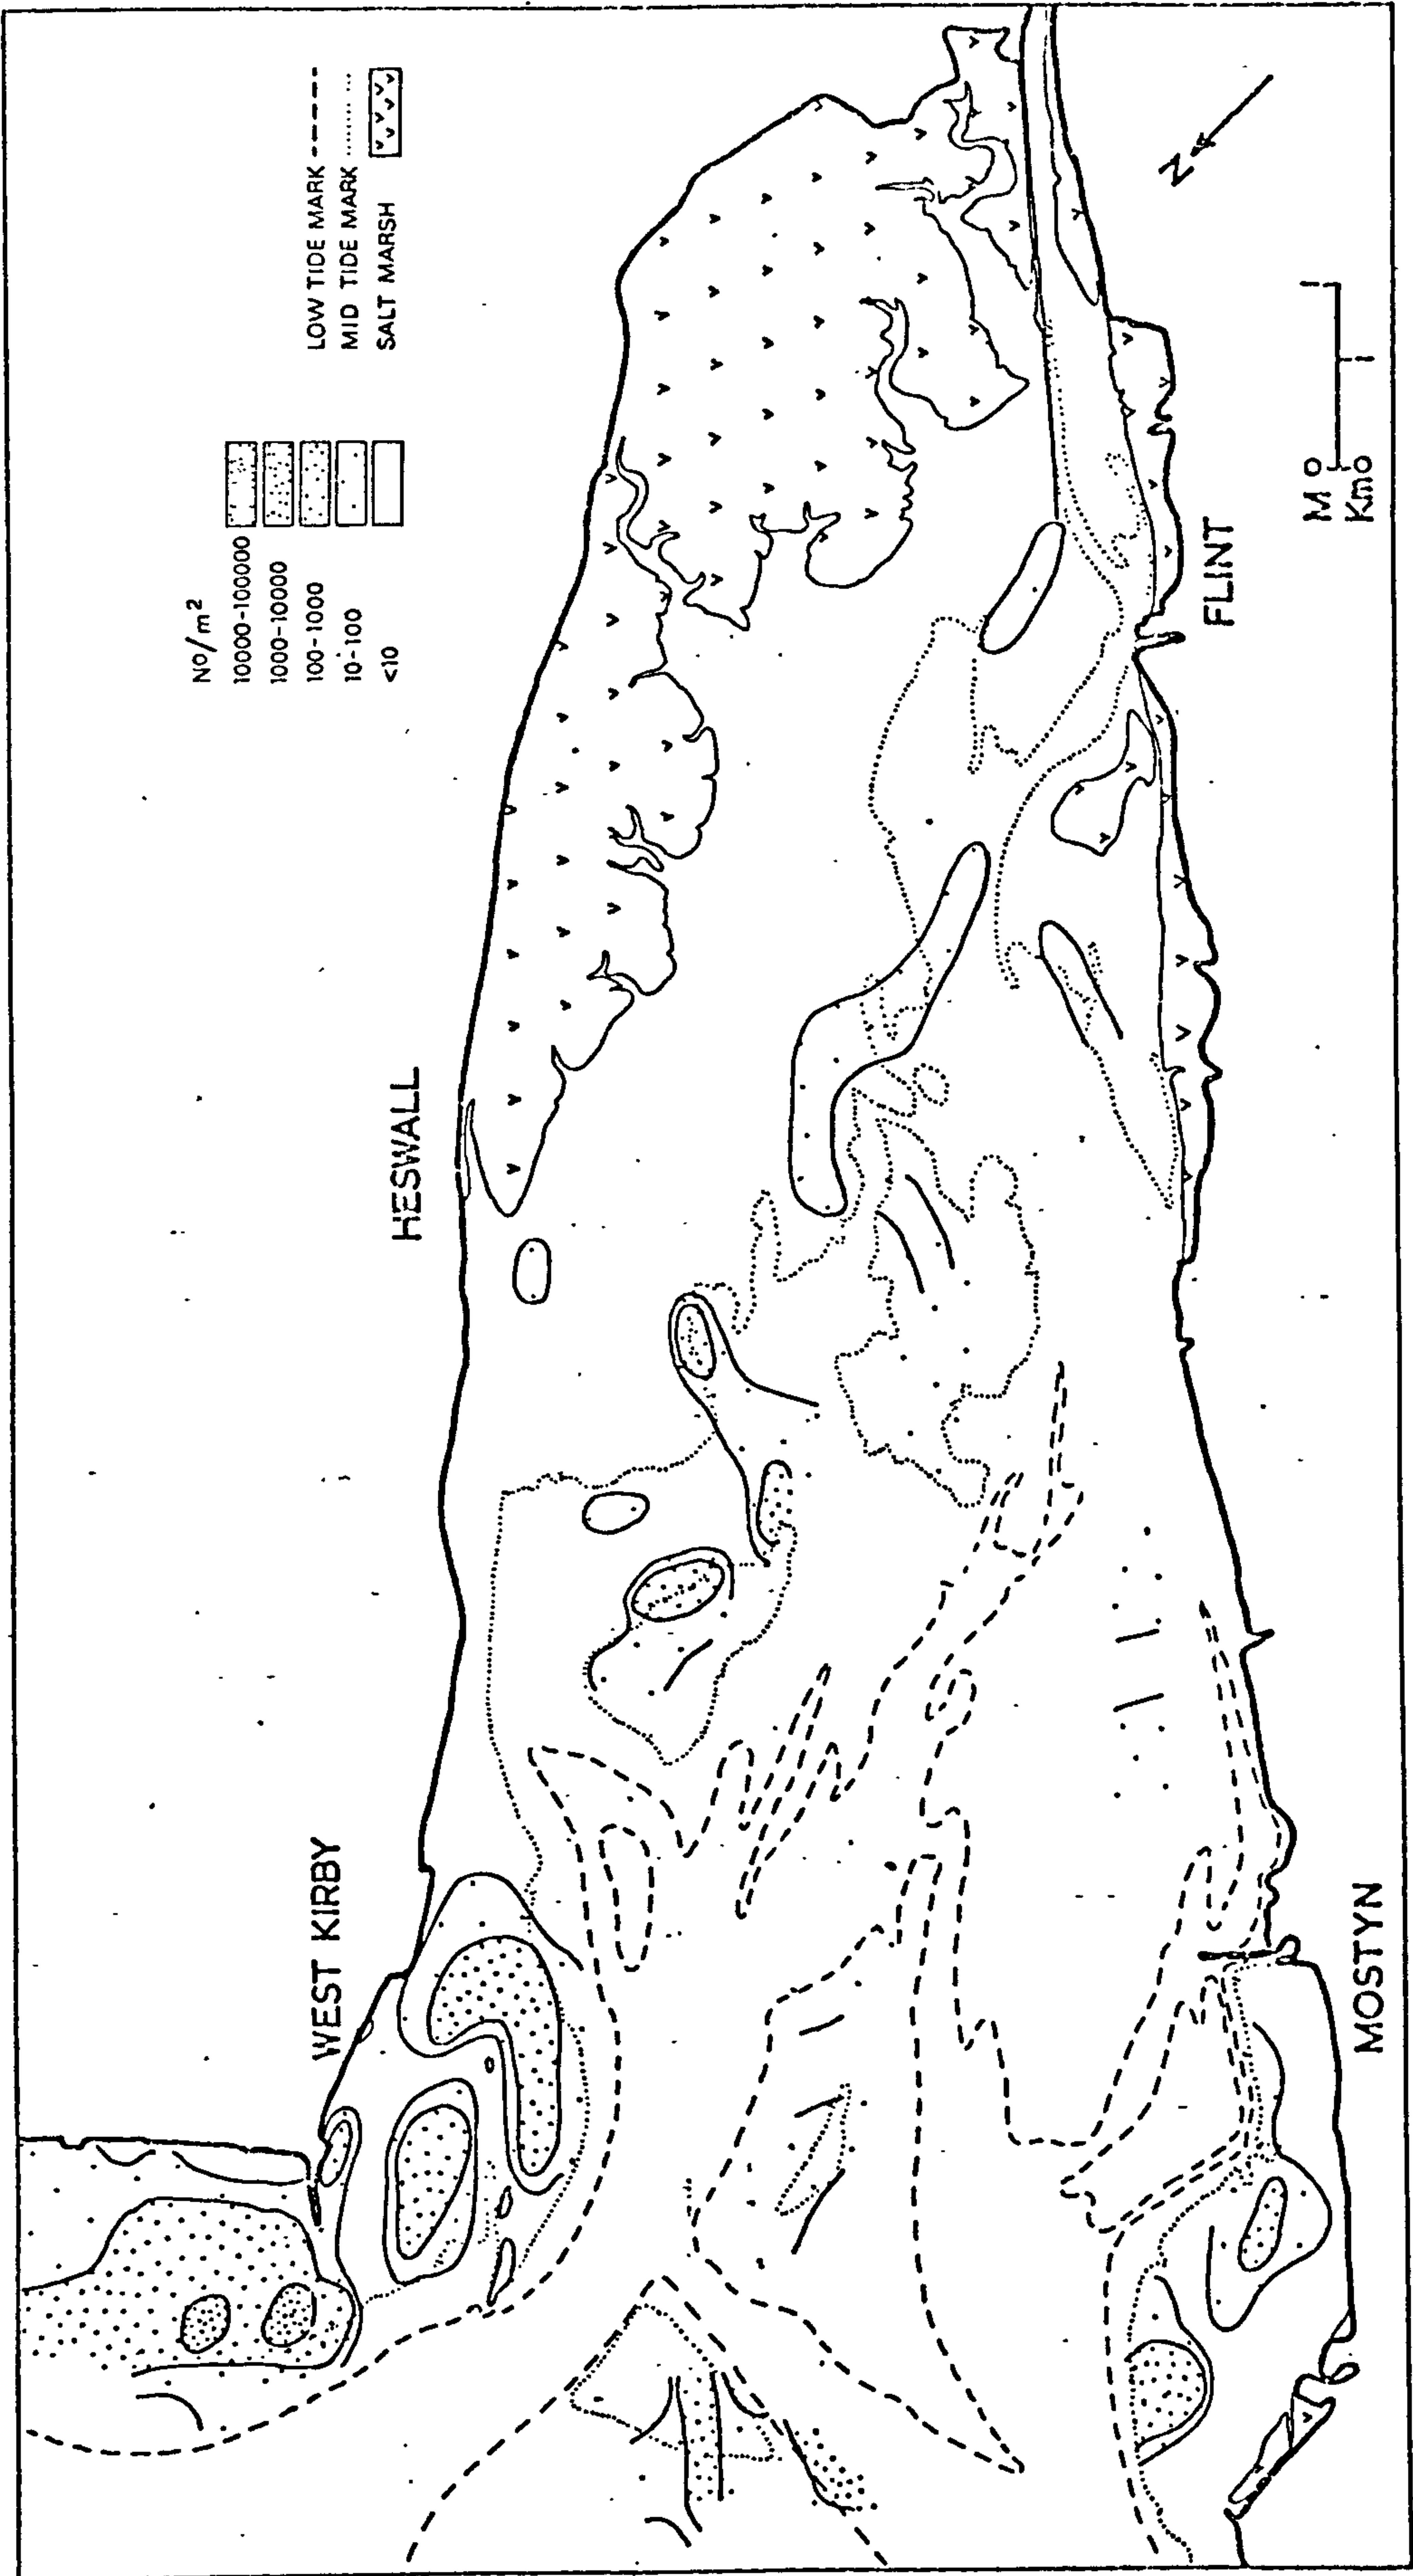 No/m²
10000-100000
1000-10000
100-1000
10-100
<10
LOW TIDE MARK
MID TIDE MARK
SALT MARSH
WEST KIRBY
HESWALL
N
M 0 1
Km 0 1
FLINT
MOSTYN